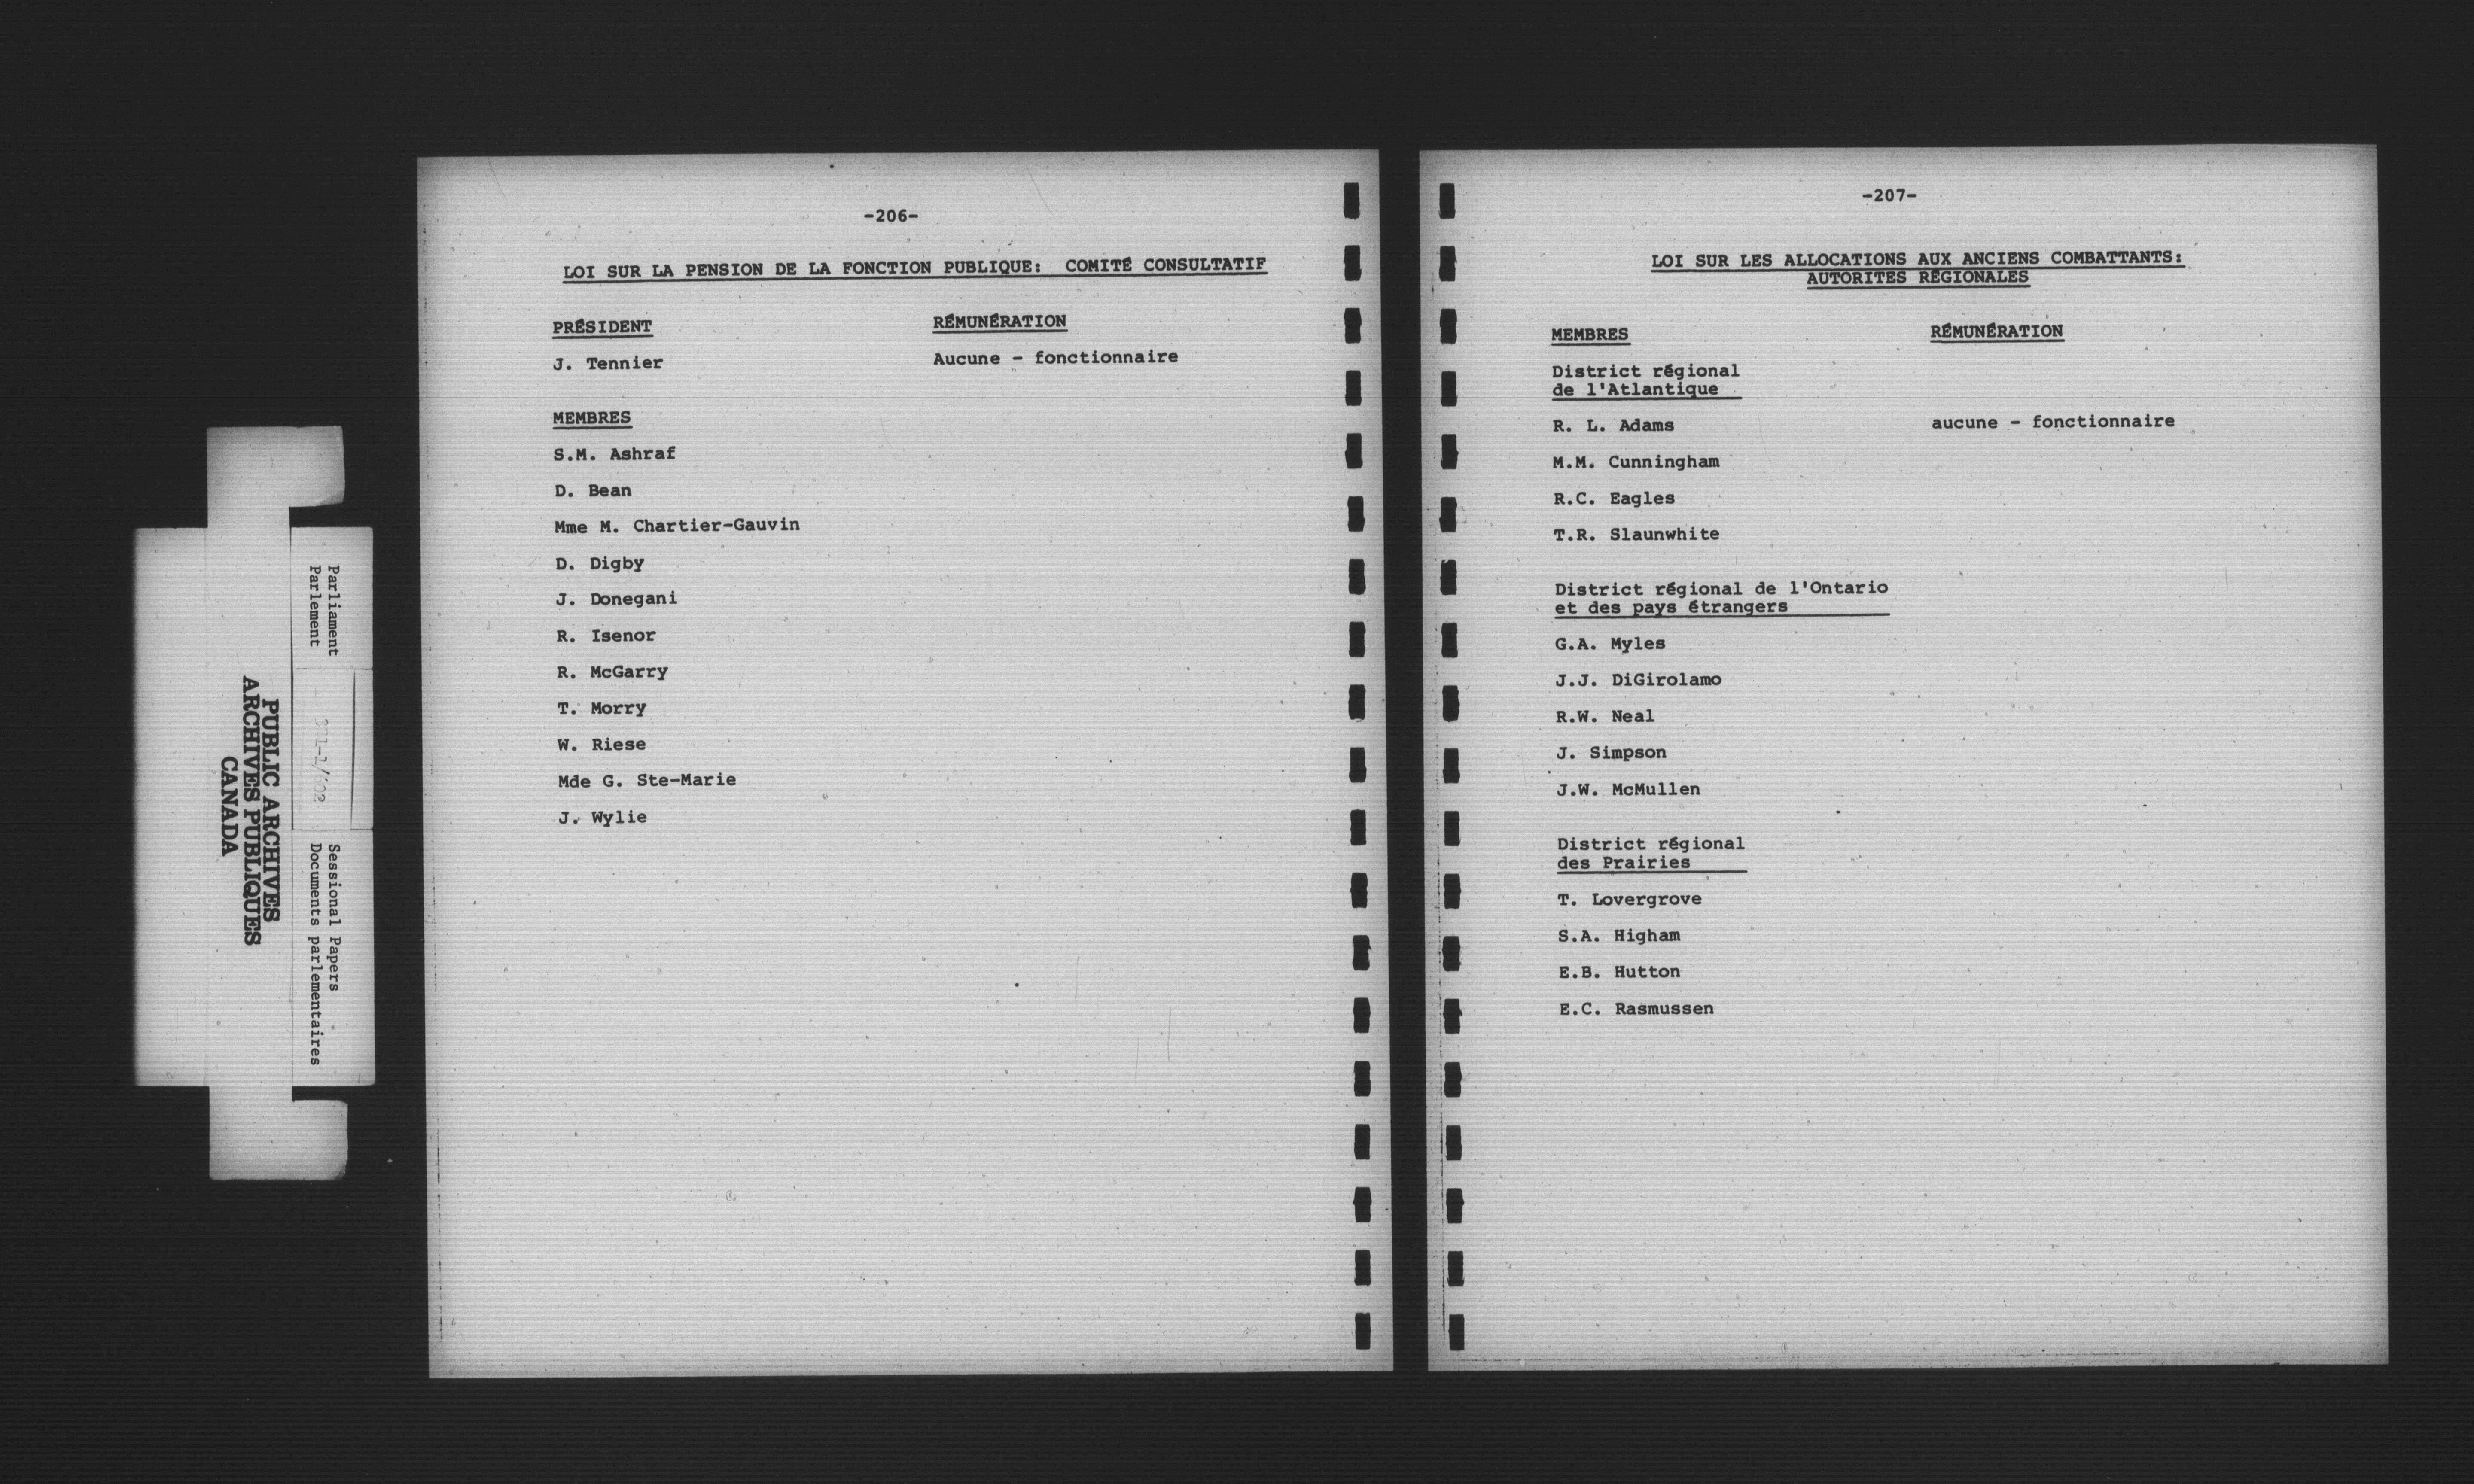 Parliament
Parlement
Sessional Papers
Documents parlementaires
PUBLIC ARCHIVES
ARCHIVES PUBLIQUES
CANADA
-206-
LOI SUR LA PENSION DE LA FONCTION PUBLIQUE: COMITÉ CONSULTATIF
PRÉSIDENT RÉMUNÉRATION
J. Tennier Aucune - fonctionnaire
MEMBRES
S.M. Ashraf
D. Bean
Mme M. Chartier-Gauvin
D. Digby
J. Donegani
R. Isenor
R. McGarry
T. Morry
W. Riese
Mde G. Ste-Marie
J. Wylie
-207-
LOI SUR LES ALLOCATIONS AUX ANCIENS COMBATTANTS:
AUTORITES RÉGIONALES
MEMBRES RÉMUNÉRATION
District régional
de l'Atlantique
R. L. Adams aucune - fonctionnaire
M.M. Cunningham
R.C. Eagles
T.R. Slaunwhite
District régional de l'Ontario
et des pays étrangers
G.A. Myles
J.J. DiGirolamo
R.W. Neal
J. Simpson
J.W. McMullen
District régional
des Prairies
T. Lovergrove
S.A. Higham
E.B. Hutton
E.C. Rasmussen